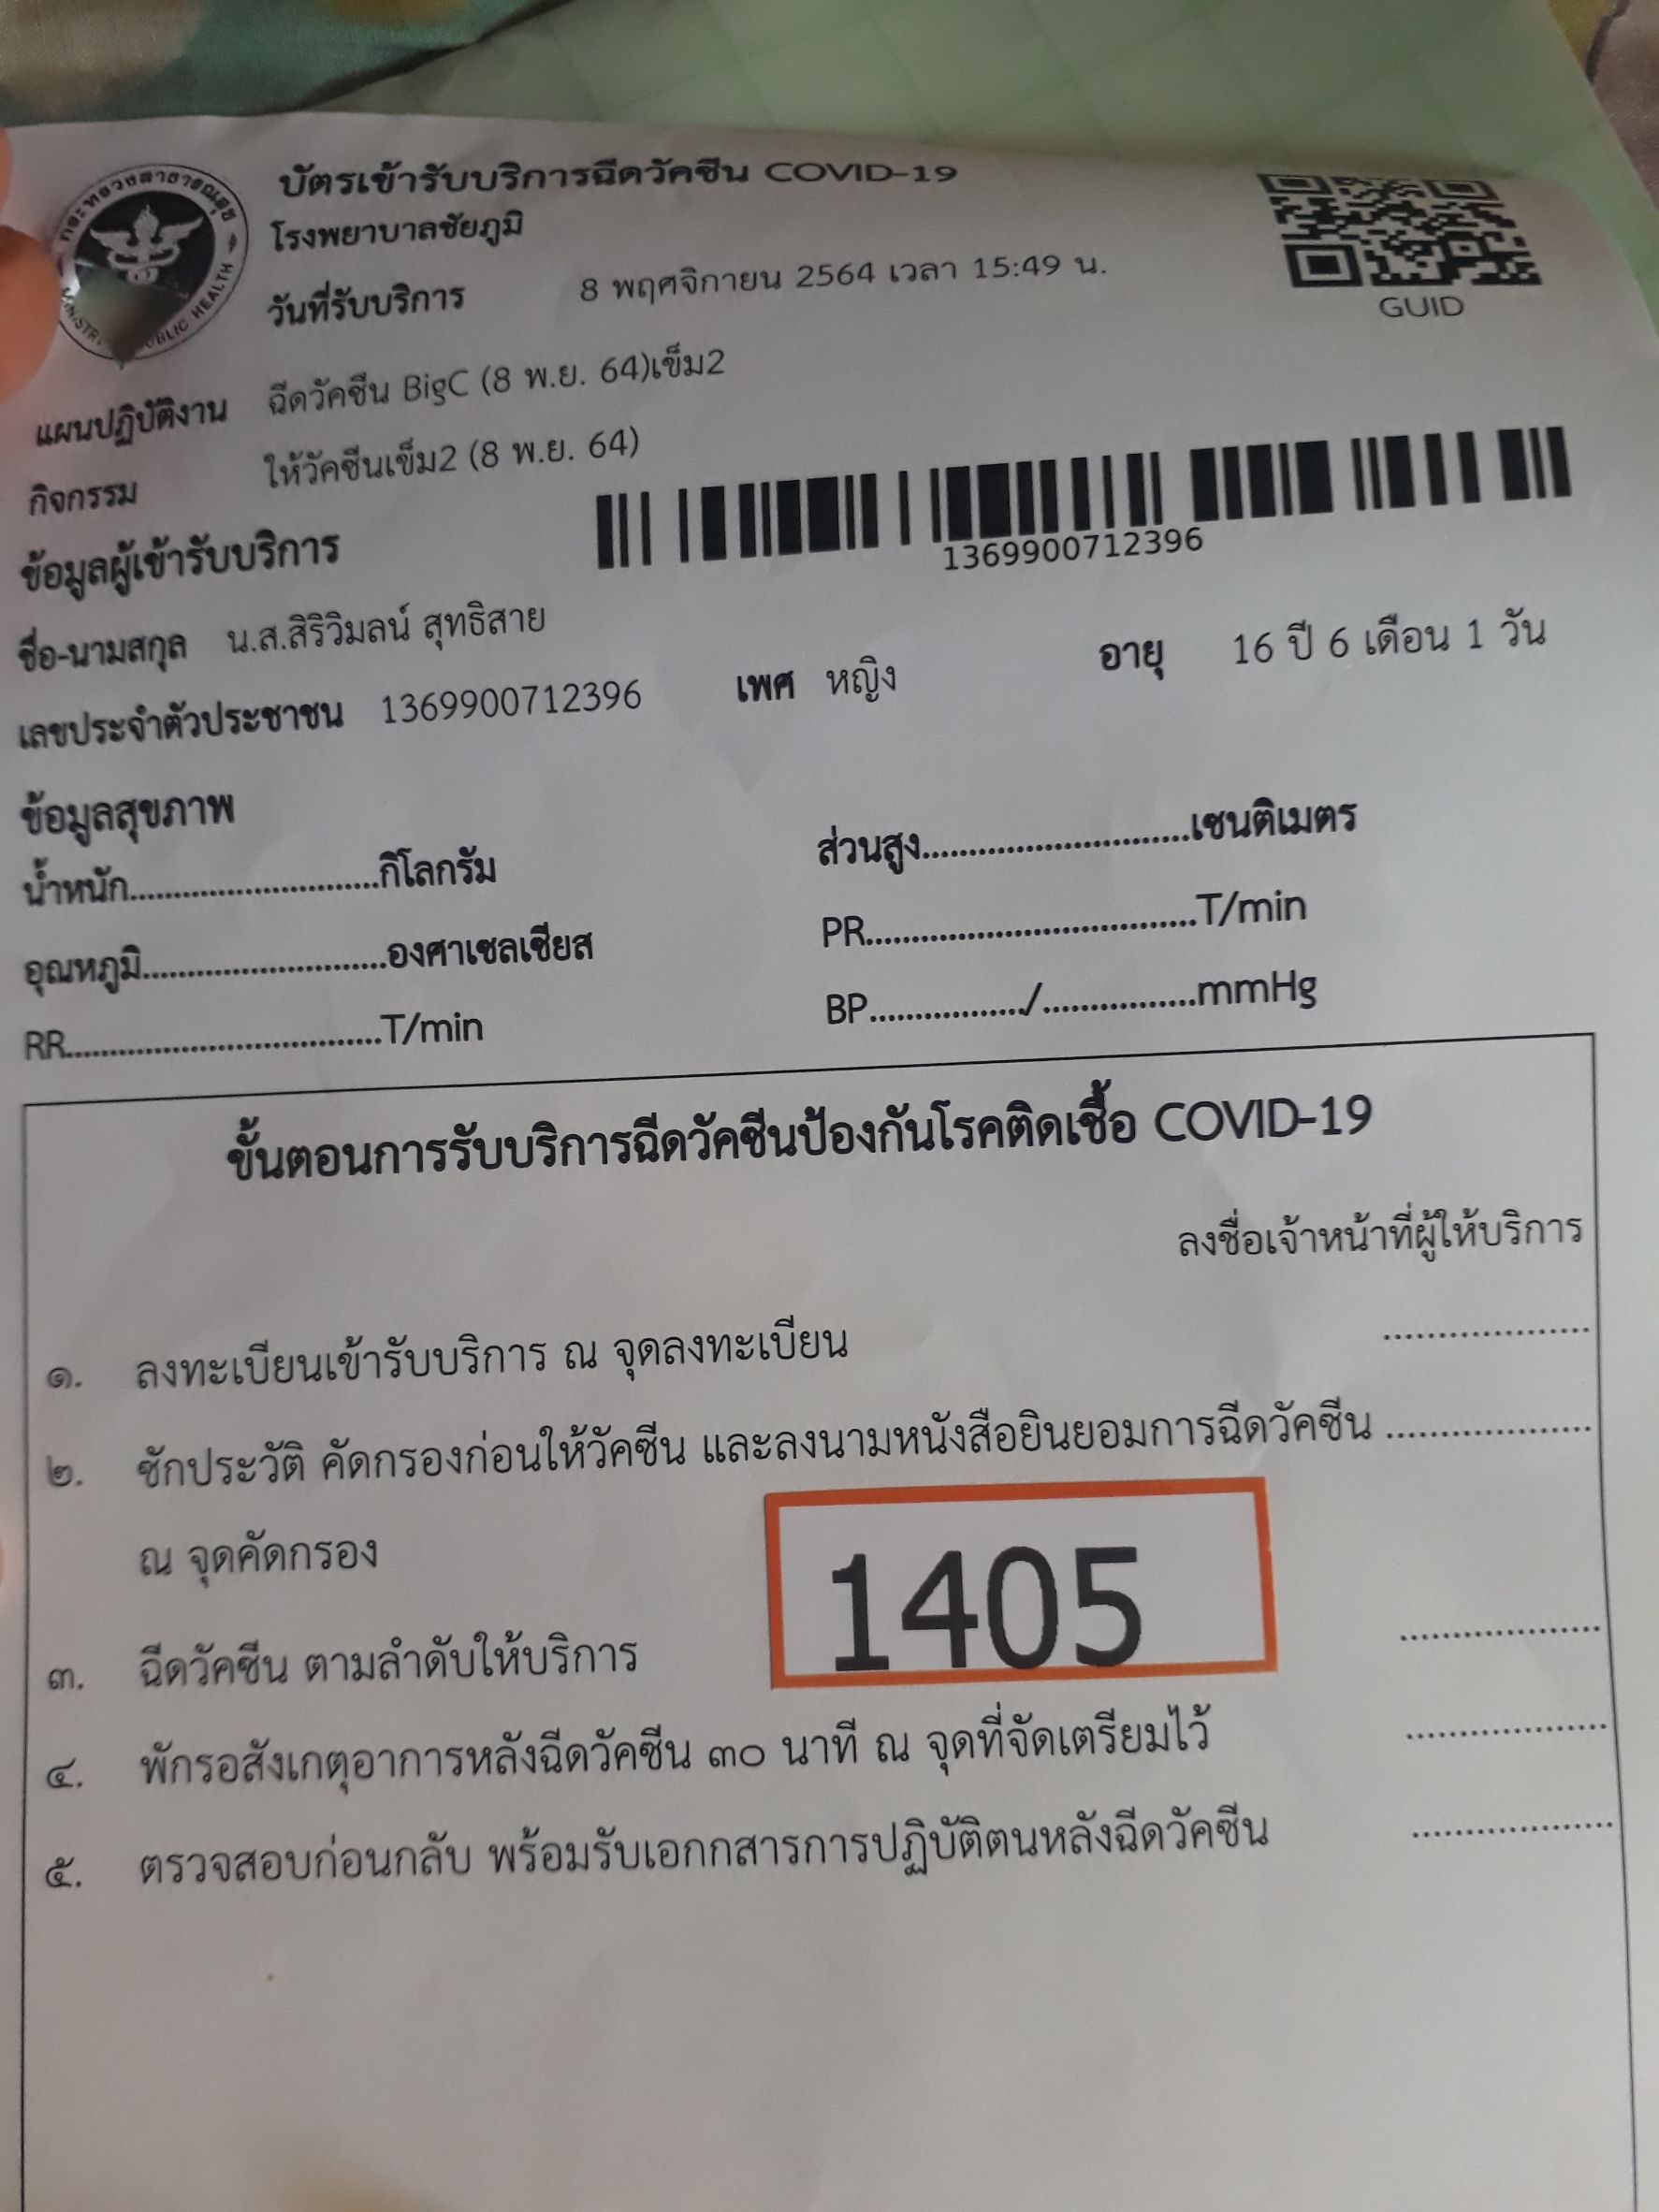 กระทรวงสาธารณสุข
PUBLIC HEALTH
บัตรเข้ารับบริการฉีดวัคซีน COVID-19
โรงพยาบาลชัยภูมิ
วันที่รับบริการ 8 พฤศจิกายน 2564 เวลา 15:49 น.
GUID
แผนปฏิบัติงาน ฉีดวัคซีน BigC (8 พ.ย. 64)เข็ม2
กิจกรรม ให้วัคซีนเข็ม2 (8 พ.ย. 64)
ข้อมูลผู้เข้ารับบริการ
1369900712396
ชื่อ-นามสกุล น.ส.สิริวิมลน์ สุทธิสาย
อายุ 16 ปี 6 เดือน 1 วัน
เลขประจำตัวประชาชน 1369900712396 เพศ หญิง
ข้อมูลสุขภาพ
น้ำหนัก...........................กิโลกรัม ส่วนสูง.............................เซนติเมตร
อุณหภูมิ..........................องศาเซลเซียส PR...................................T/min
RR..................................T/min BP................./................mmHg
ขั้นตอนการรับบริการฉีดวัคซีนป้องกันโรคติดเชื้อ COVID-19
ลงชื่อเจ้าหน้าที่ผู้ให้บริการ
๑. ลงทะเบียนเข้ารับบริการ ณ จุดลงทะเบียน ....................
๒. ซักประวัติ คัดกรองก่อนให้วัคซีน และลงนามหนังสือยินยอมการฉีดวัคซีน ....................
ณ จุดคัดกรอง
1405
๓. ฉีดวัคซีน ตามลำดับให้บริการ ....................
๔. พักรอสังเกตุอาการหลังฉีดวัคซีน ๓๐ นาที ณ จุดที่จัดเตรียมไว้ ....................
๕. ตรวจสอบก่อนกลับ พร้อมรับเอกกสารการปฏิบัติตนหลังฉีดวัคซีน ....................